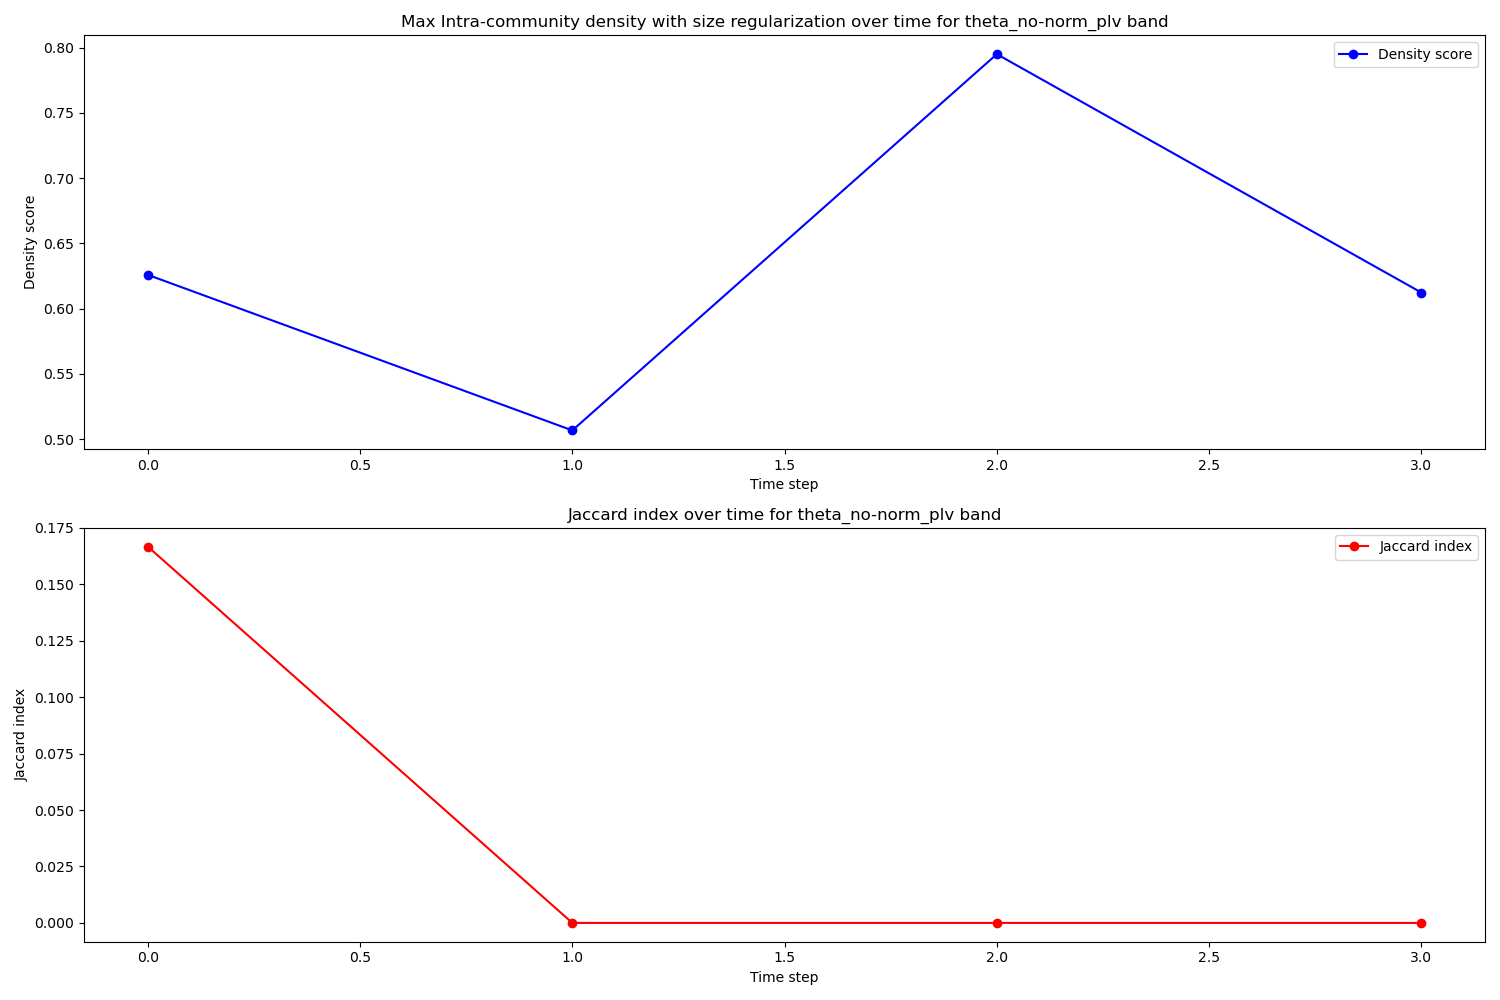 Max Intra-community density with size regularization over time for theta_no-norm_plv band
Density score
0.80
0.75
0.70
0.65
0.60
0.55
0.50
Density score
0.0 0.5 1.0 1.5 2.0 2.5 3.0
Time step
Jaccard index over time for theta_no-norm_plv band
Jaccard index
0.175
0.150
0.125
0.100
0.075
0.050
0.025
0.000
Jaccard index
0.0 0.5 1.0 1.5 2.0 2.5 3.0
Time step